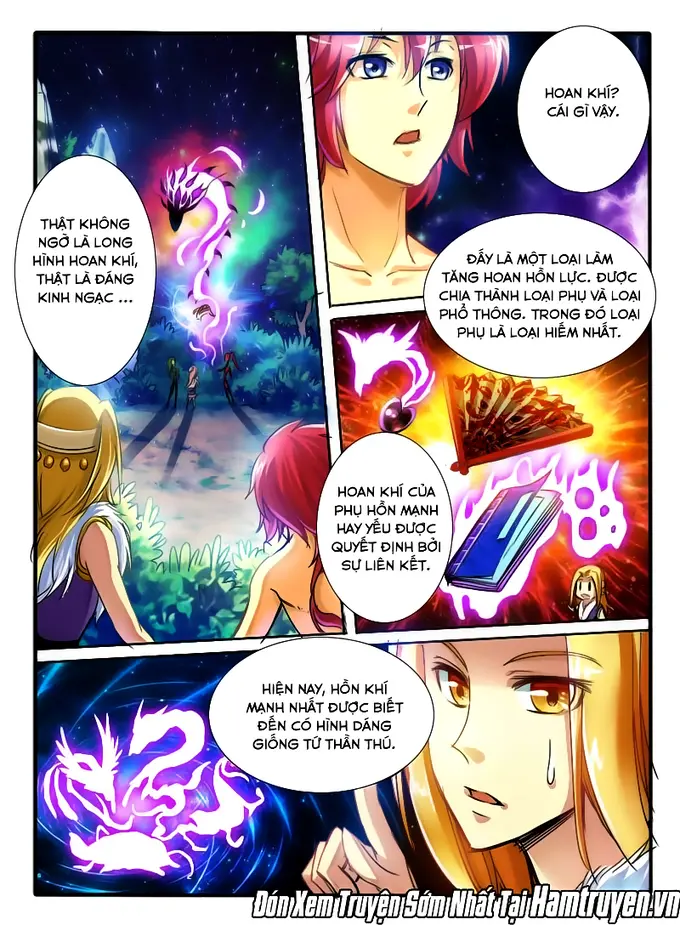 THẬT KHÔNG
NGỜ LÀ LONG
HÌNH HOAN KHÍ,
THẬT LÀ ĐÁNG
KINH NGẠC ...
HOAN KHÍ?
CÁI GÌ VẬY.
ĐẤY LÀ MỘT LOẠI LÀM
TĂNG HOAN HỒN LỰC. ĐƯỢC
CHIA THÀNH LOẠI PHỤ VÀ LOẠI
PHỔ THÔNG. TRONG ĐÓ LOẠI
PHỤ LÀ LOẠI HIẾM NHẤT.
HOAN KHÍ CỦA
PHỤ HỒN MẠNH
HAY YẾU ĐƯỢC
QUYẾT ĐỊNH BỞI
SỰ LIÊN KẾT.
HIỆN NAY, HỒN KHÍ
MẠNH NHẤT ĐƯỢC BIẾT
ĐẾN CÓ HÌNH DÁNG
GIỐNG TỨ THẦN THÚ.
Đón Xem Truyện Sớm Nhất Tại Hamtruyen.vn